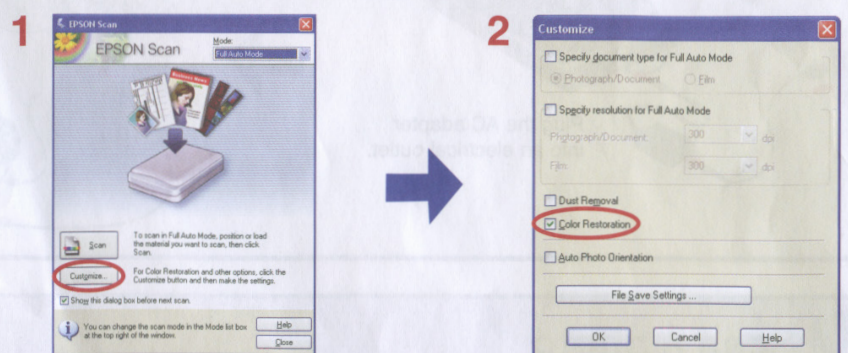 1
EPSON Scan
EPSON Scan
Mode:
Full Auto Mode
Scan
To scan in Full Auto Mode, position or load
the material you want to scan, then click
Scan.
Customize...
For Color Restoration and other options, click the
Customize button and then make the settings.
Show this dialog box before next scan.
You can change the scan mode in the Mode list box
at the top right of the window.
Help
Close
2
Customize
Specify document type for Full Auto Mode
Photograph/Document
Film
Specify resolution for Full Auto Mode
Photograph/Document:
300
dpi
Film:
300
dpi
Dust Removal
Color Restoration
Auto Photo Orientation
File Save Settings ...
OK
Cancel
Help
AC adapter
electrical outlet.